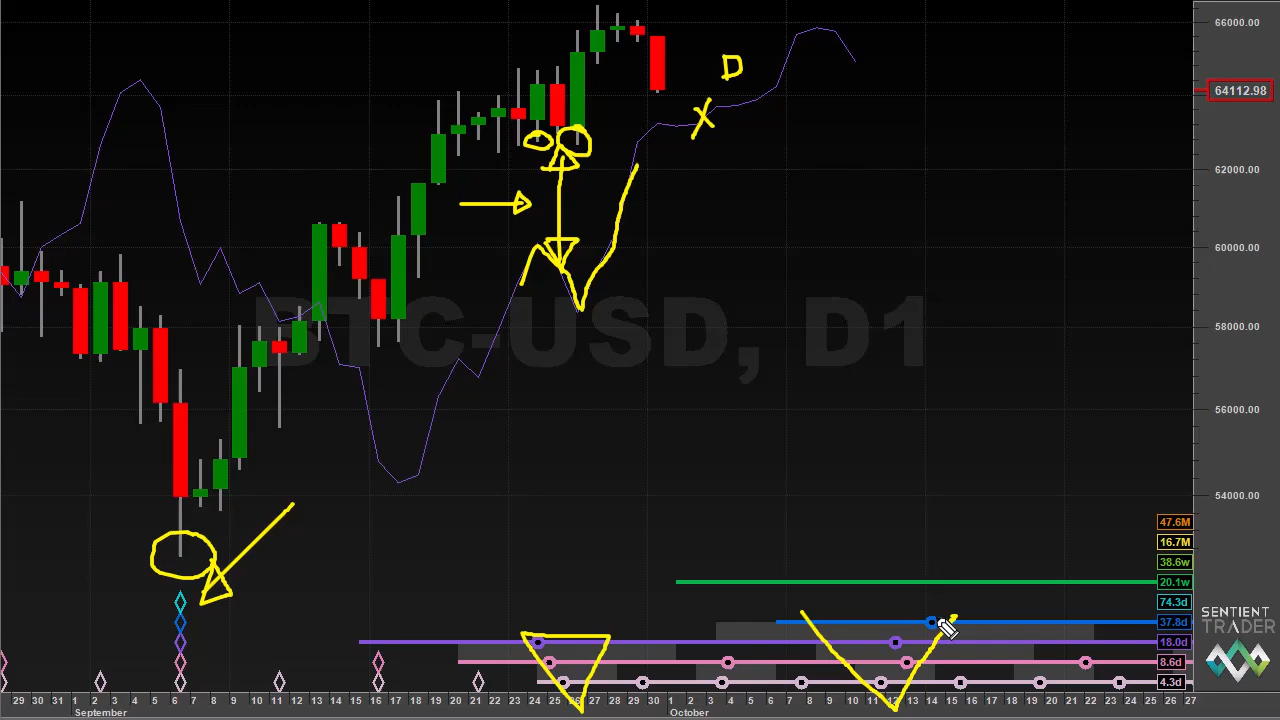 66000.00
64112.98
D
X
62000.00
60000.00
BTC-USD, D1
58000.00
56000.00
54000.00
47.6M
16.7M
38.6w
20.1w
74.3d
37.8d
18.0d
8.6d
4.3d
SENTIENT
TRADER
29 30 31 1 2 3 4 5 6 7 8 9 10 11 12 13 14 15 16 17 18 19 20 21 22 23 24 25 26 27 28 29 30 1 2 3 4 5 6 7 8 9 10 11 12 13 14 15 16 17 18 19 20 21 22 23 24 25 26 27
September October